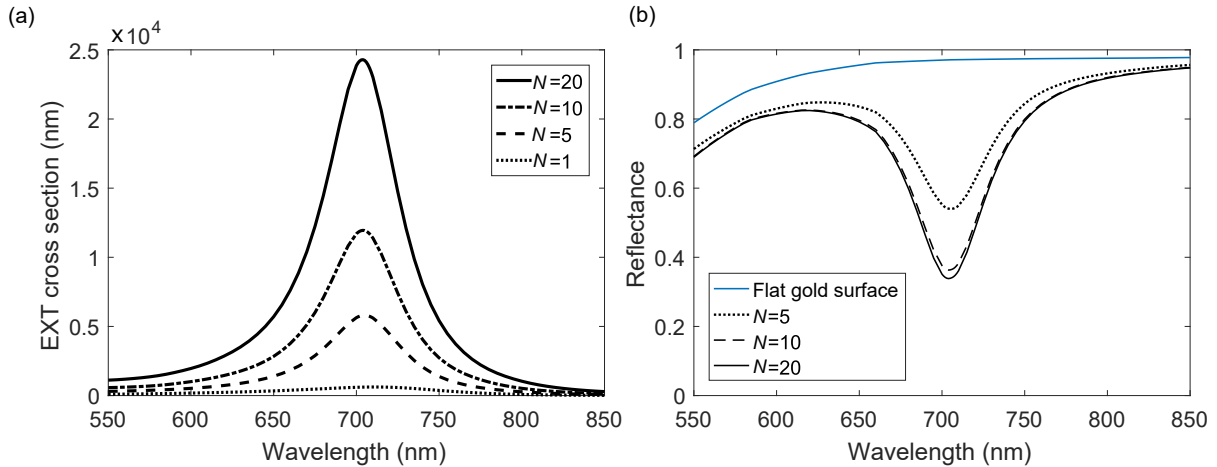 (a)
×10⁴
2.5
2
1.5
1
0.5
0
550 600 650 700 750 800 850
EXT cross section (nm)
Wavelength (nm)
N=20
N=10
N=5
N=1
(b)
1
0.8
0.6
0.4
0.2
0
550 600 650 700 750 800 850
Reflectance
Wavelength (nm)
Flat gold surface
N=5
N=10
N=20